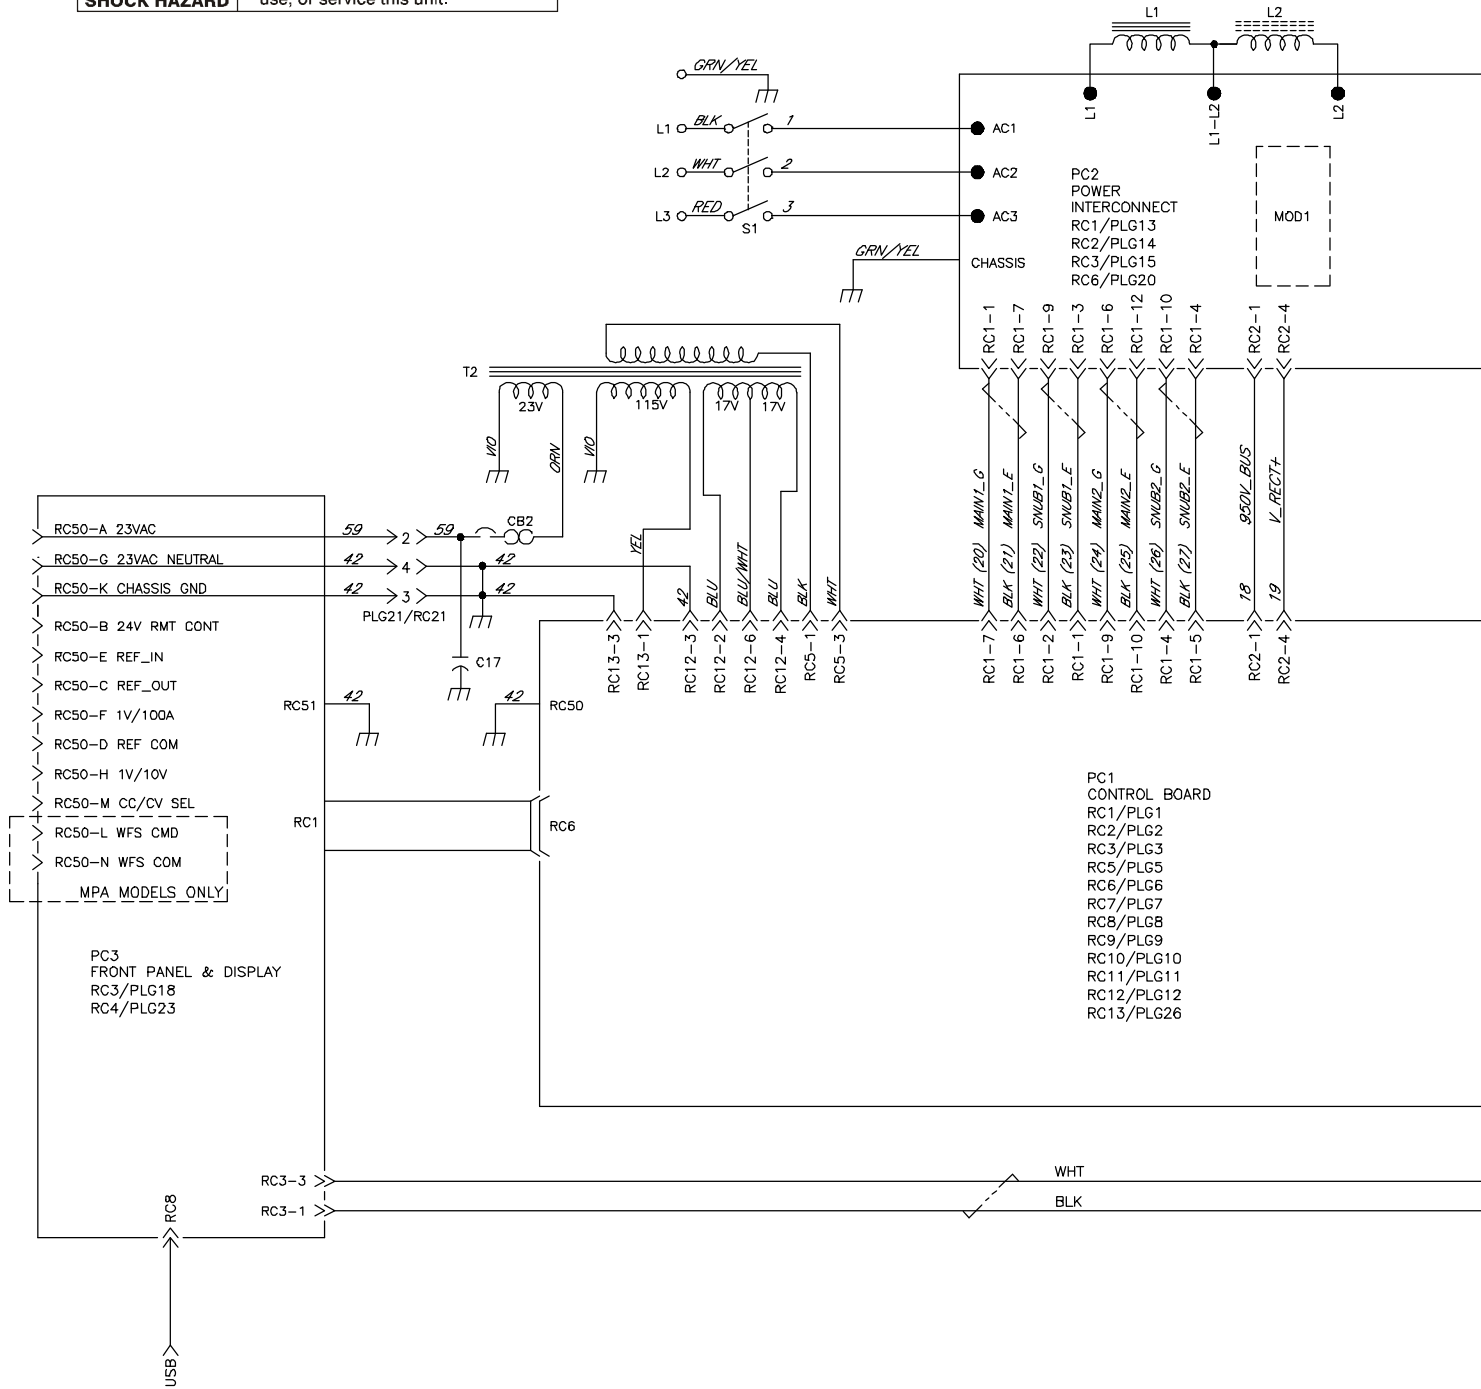 SHOCK HAZARD
use, or service this unit.
L1
L2
GRN/YEL
L1 BLK 1 AC1
L2 WHT 2 AC2
L3 RED 3 AC3
S1
GRN/YEL
CHASSIS
L1
L1-L2
L2
PC2
POWER
INTERCONNECT
RC1/PLG13
RC2/PLG14
RC3/PLG15
RC6/PLG20
MOD1
RC1-1
RC1-7
RC1-9
RC1-3
RC1-6
RC1-12
RC1-10
RC1-4
RC2-1
RC2-4
T2
23V
115V
17V
17V
VIO
ORN
VIO
WHT (20) MAIN1_G
BLK (21) MAIN1_E
WHT (22) SNUB1_G
BLK (23) SNUB1_E
WHT (24) MAIN2_G
BLK (25) MAIN2_E
WHT (26) SNUB2_G
BLK (27) SNUB2_E
18 950V_BUS
19 V_RECT+
RC50-A 23VAC
59 2 59
CB2
RC50-G 23VAC NEUTRAL
42 4 42
RC50-K CHASSIS GND
42 3 42
PLG21/RC21
YEL
42
BLU
BLU/WHT
BLU
BLK
WHT
RC50-B 24V RMT CONT
RC50-E REF_IN
RC50-C REF_OUT
RC50-F 1V/100A
RC50-D REF COM
RC50-H 1V/10V
RC50-M CC/CV SEL
RC50-L WFS CMD
RC50-N WFS COM
MPA MODELS ONLY
C17
RC13-3
RC13-1
RC12-3
RC12-2
RC12-6
RC12-4
RC5-1
RC5-3
RC1-7
RC1-6
RC1-2
RC1-1
RC1-9
RC1-10
RC1-4
RC1-5
RC2-1
RC2-4
RC51
42
42
RC50
RC1
RC6
PC1
CONTROL BOARD
RC1/PLG1
RC2/PLG2
RC3/PLG3
RC5/PLG5
RC6/PLG6
RC7/PLG7
RC8/PLG8
RC9/PLG9
RC10/PLG10
RC11/PLG11
RC12/PLG12
RC13/PLG26
PC3
FRONT PANEL & DISPLAY
RC3/PLG18
RC4/PLG23
RC3-3
WHT
RC3-1
BLK
RC8
USB